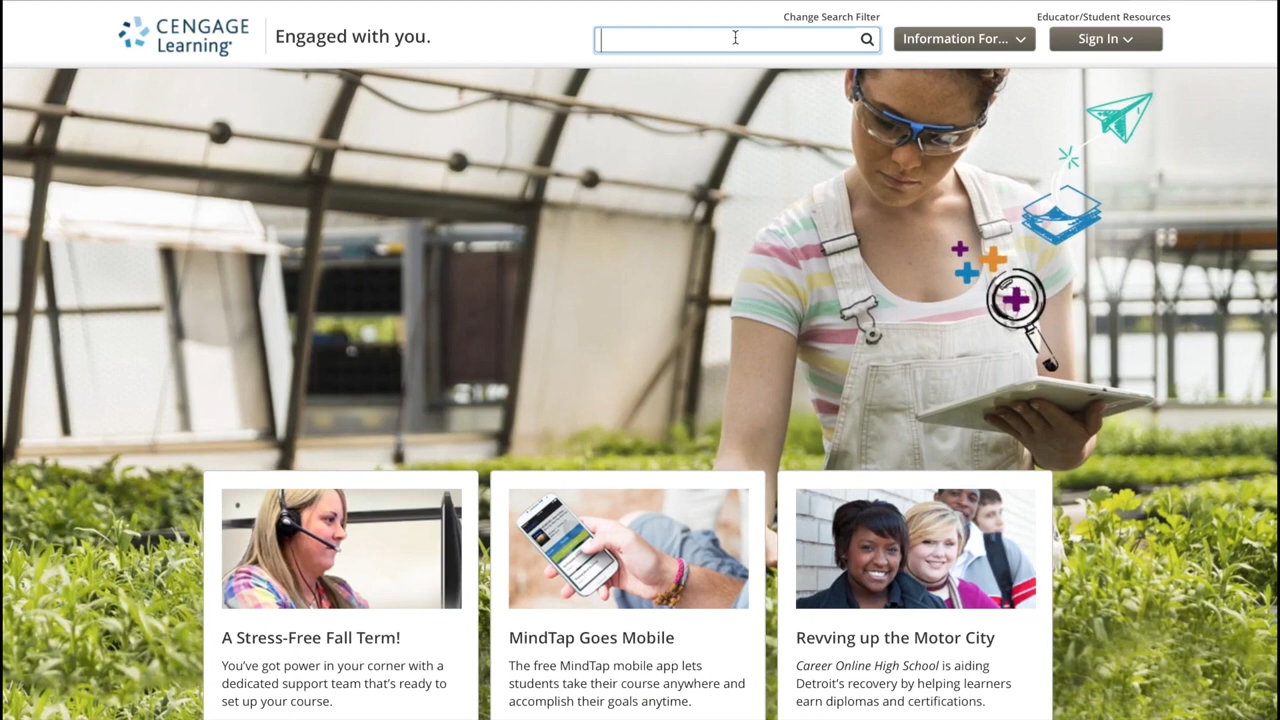 CENGAGE
Learning®
Engaged with you.
Change Search Filter
Educator/Student Resources
Information For...
Sign In
A Stress-Free Fall Term!
You’ve got power in your corner with a
dedicated support team that’s ready to
set up your course.
MindTap Goes Mobile
The free MindTap mobile app lets
students take their course anywhere and
accomplish their goals anytime.
Revving up the Motor City
Career Online High School is aiding
Detroit’s recovery by helping learners
earn diplomas and certifications.